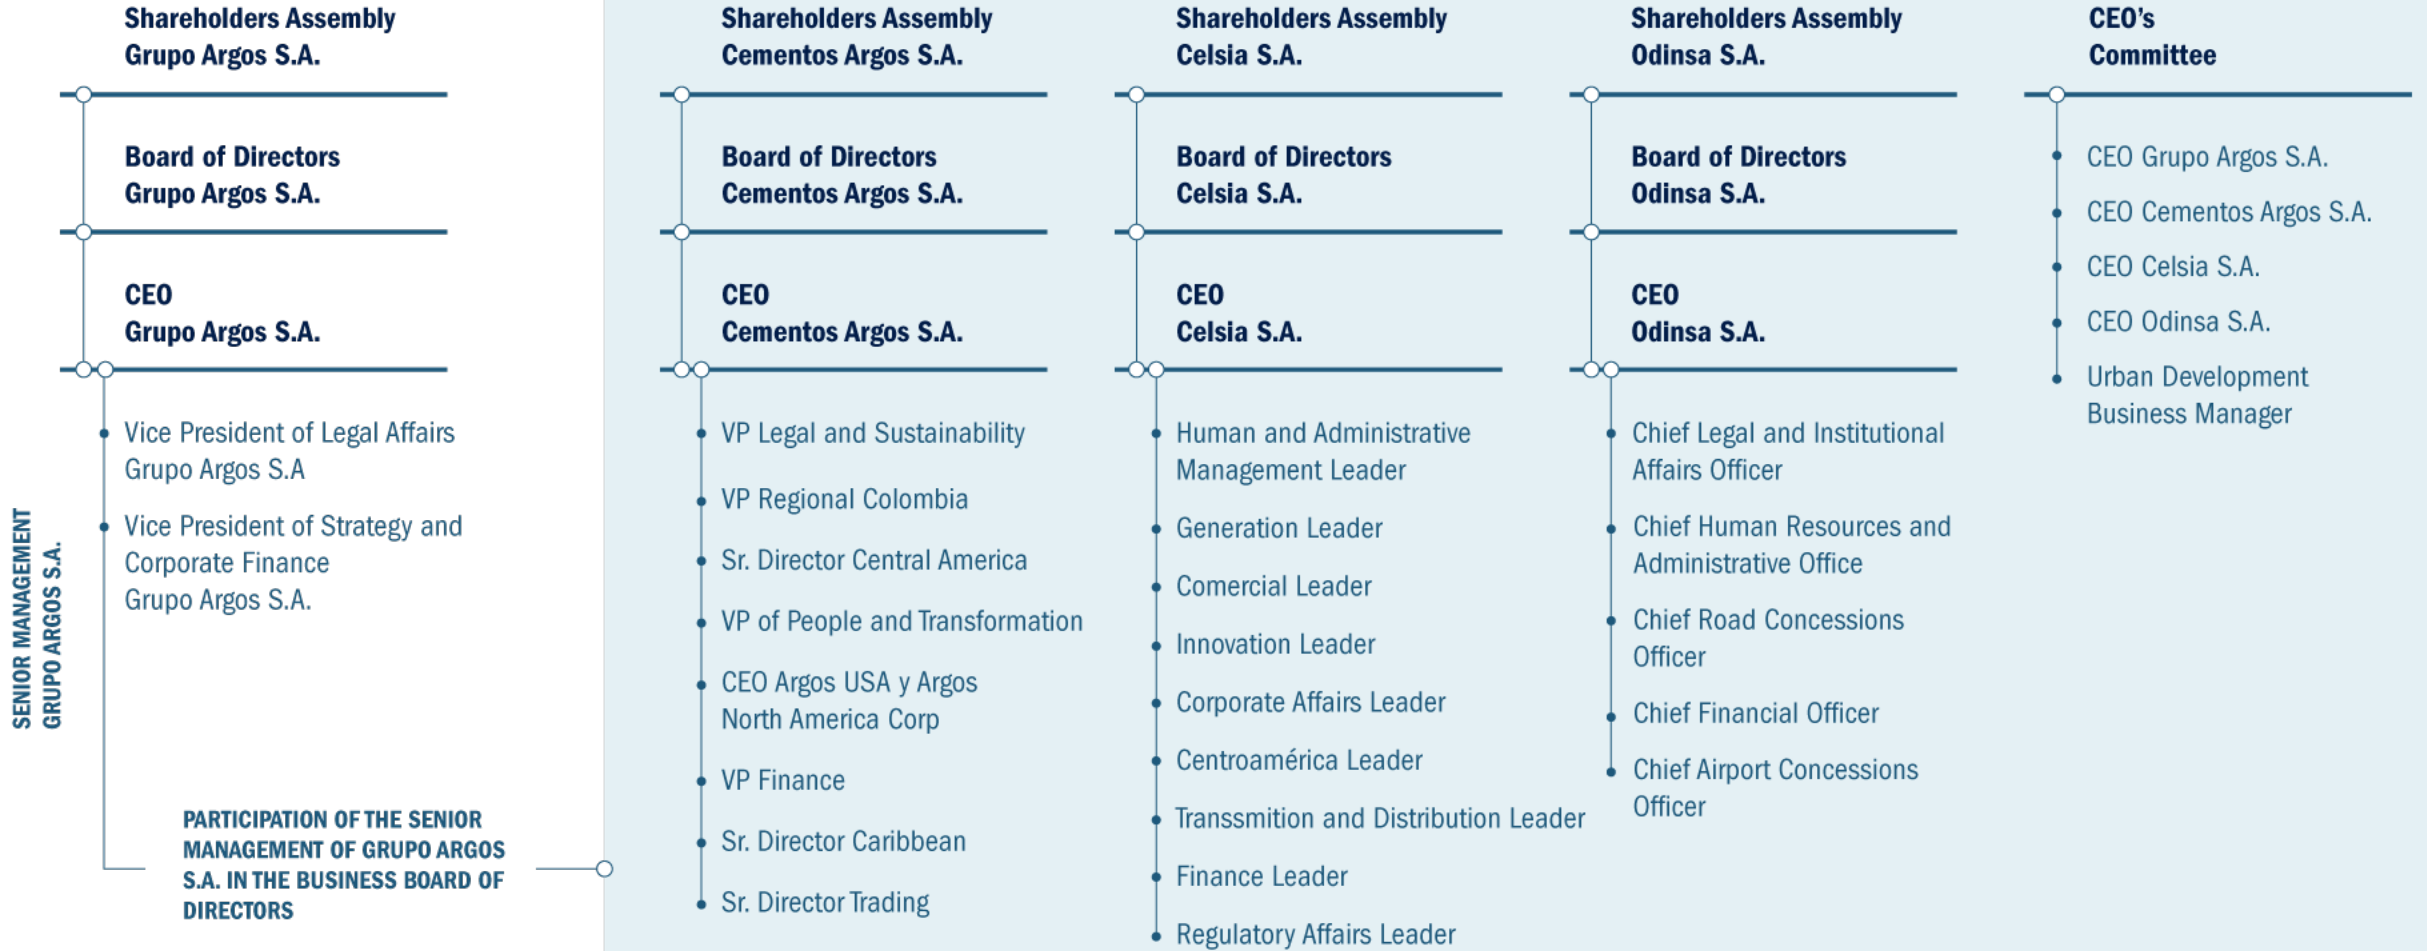 Shareholders Assembly
Grupo Argos S.A.
Board of Directors
Grupo Argos S.A.
CEO
Grupo Argos S.A.
Vice President of Legal Affairs
Grupo Argos S.A
Vice President of Strategy and
Corporate Finance
Grupo Argos S.A.
SENIOR MANAGEMENT
GRUPO ARGOS S.A.
PARTICIPATION OF THE SENIOR
MANAGEMENT OF GRUPO ARGOS
S.A. IN THE BUSINESS BOARD OF
DIRECTORS
Shareholders Assembly
Cementos Argos S.A.
Board of Directors
Cementos Argos S.A.
CEO
Cementos Argos S.A.
VP Legal and Sustainability
VP Regional Colombia
Sr. Director Central America
VP of People and Transformation
CEO Argos USA y Argos
North America Corp
VP Finance
Sr. Director Caribbean
Sr. Director Trading
Shareholders Assembly
Celsia S.A.
Board of Directors
Celsia S.A.
CEO
Celsia S.A.
Human and Administrative
Management Leader
Generation Leader
Comercial Leader
Innovation Leader
Corporate Affairs Leader
Centroamérica Leader
Transsmition and Distribution Leader
Finance Leader
Regulatory Affairs Leader
Shareholders Assembly
Odinsa S.A.
Board of Directors
Odinsa S.A.
CEO
Odinsa S.A.
Chief Legal and Institutional
Affairs Officer
Chief Human Resources and
Administrative Office
Chief Road Concessions
Officer
Chief Financial Officer
Chief Airport Concessions
Officer
CEO’s
Committee
CEO Grupo Argos S.A.
CEO Cementos Argos S.A.
CEO Celsia S.A.
CEO Odinsa S.A.
Urban Development
Business Manager